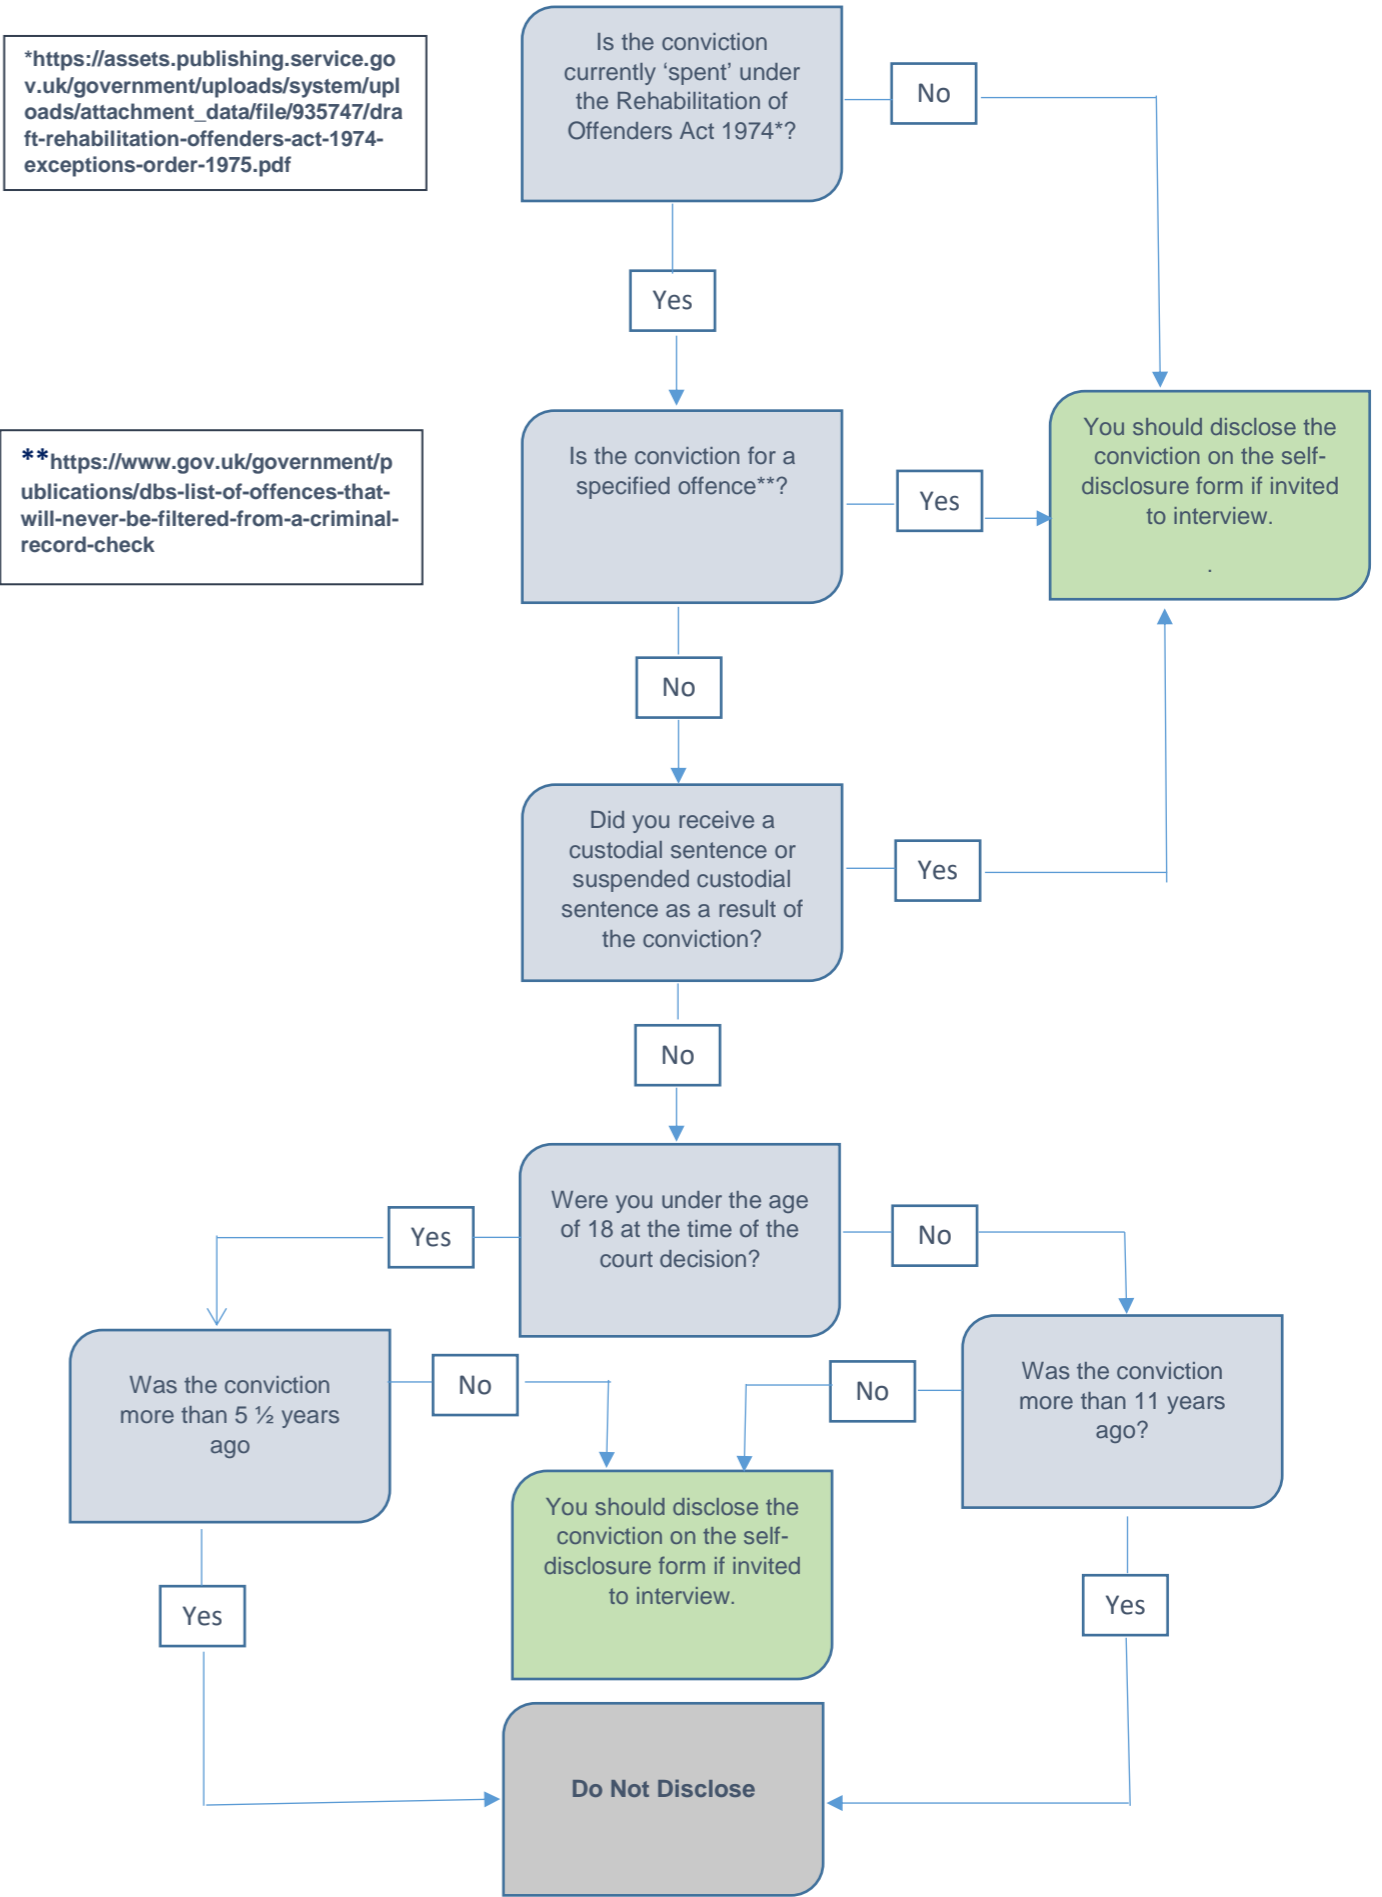 *https://assets.publishing.service.go
v.uk/government/uploads/system/upl
oads/attachment_data/file/935747/dra
ft-rehabilitation-offenders-act-1974-
exceptions-order-1975.pdf
Is the conviction
currently ‘spent’ under
the Rehabilitation of
Offenders Act 1974*?
No
Yes
**https://www.gov.uk/government/p
ublications/dbs-list-of-offences-that-
will-never-be-filtered-from-a-criminal-
record-check
Is the conviction for a
specified offence**?
Yes
You should disclose the
conviction on the self-
disclosure form if invited
to interview.
.
No
Did you receive a
custodial sentence or
suspended custodial
sentence as a result of
the conviction?
Yes
No
Were you under the age
of 18 at the time of the
court decision?
Yes
No
Was the conviction
more than 5 ½ years
ago
No
No
Was the conviction
more than 11 years
ago?
You should disclose the
conviction on the self-
disclosure form if invited
to interview.
Yes
Yes
Do Not Disclose